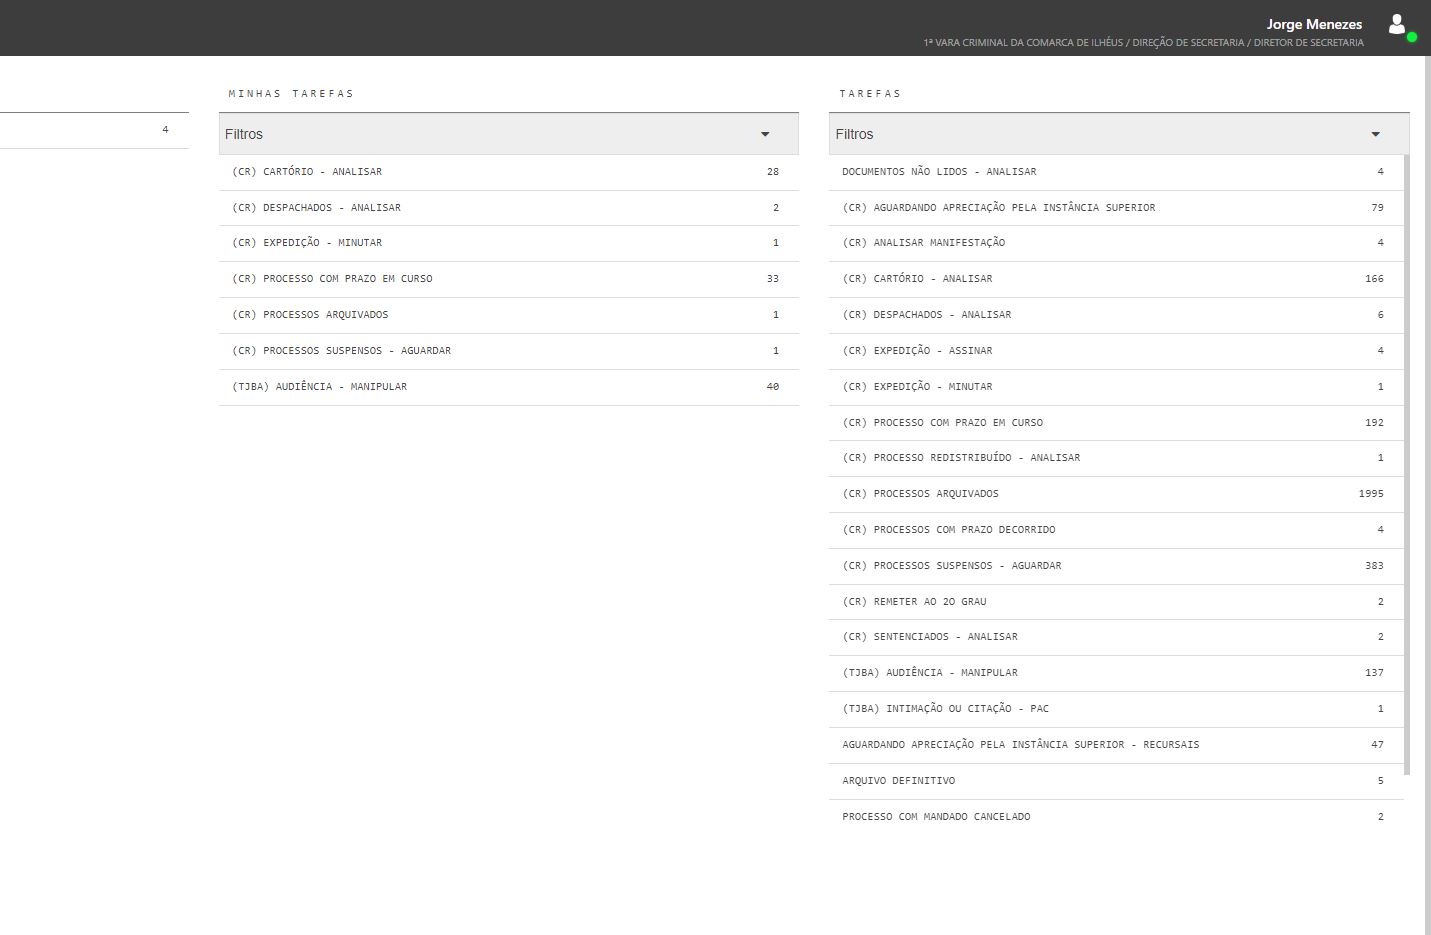 Jorge Menezes
1ª VARA CRIMINAL DA COMARCA DE ILHÉUS / DIREÇÃO DE SECRETARIA / DIRETOR DE SECRETARIA
4
MINHAS TAREFAS
Filtros
(CR) CARTÓRIO - ANALISAR 28
(CR) DESPACHADOS - ANALISAR 2
(CR) EXPEDIÇÃO - MINUTAR 1
(CR) PROCESSO COM PRAZO EM CURSO 33
(CR) PROCESSOS ARQUIVADOS 1
(CR) PROCESSOS SUSPENSOS - AGUARDAR 1
(TJBA) AUDIÊNCIA - MANIPULAR 40
TAREFAS
Filtros
DOCUMENTOS NÃO LIDOS - ANALISAR 4
(CR) AGUARDANDO APRECIAÇÃO PELA INSTÂNCIA SUPERIOR 79
(CR) ANALISAR MANIFESTAÇÃO 4
(CR) CARTÓRIO - ANALISAR 166
(CR) DESPACHADOS - ANALISAR 6
(CR) EXPEDIÇÃO - ASSINAR 4
(CR) EXPEDIÇÃO - MINUTAR 1
(CR) PROCESSO COM PRAZO EM CURSO 192
(CR) PROCESSO REDISTRIBUÍDO - ANALISAR 1
(CR) PROCESSOS ARQUIVADOS 1995
(CR) PROCESSOS COM PRAZO DECORRIDO 4
(CR) PROCESSOS SUSPENSOS - AGUARDAR 383
(CR) REMETER AO 2O GRAU 2
(CR) SENTENCIADOS - ANALISAR 2
(TJBA) AUDIÊNCIA - MANIPULAR 137
(TJBA) INTIMAÇÃO OU CITAÇÃO - PAC 1
AGUARDANDO APRECIAÇÃO PELA INSTÂNCIA SUPERIOR - RECURSAIS 47
ARQUIVO DEFINITIVO 5
PROCESSO COM MANDADO CANCELADO 2